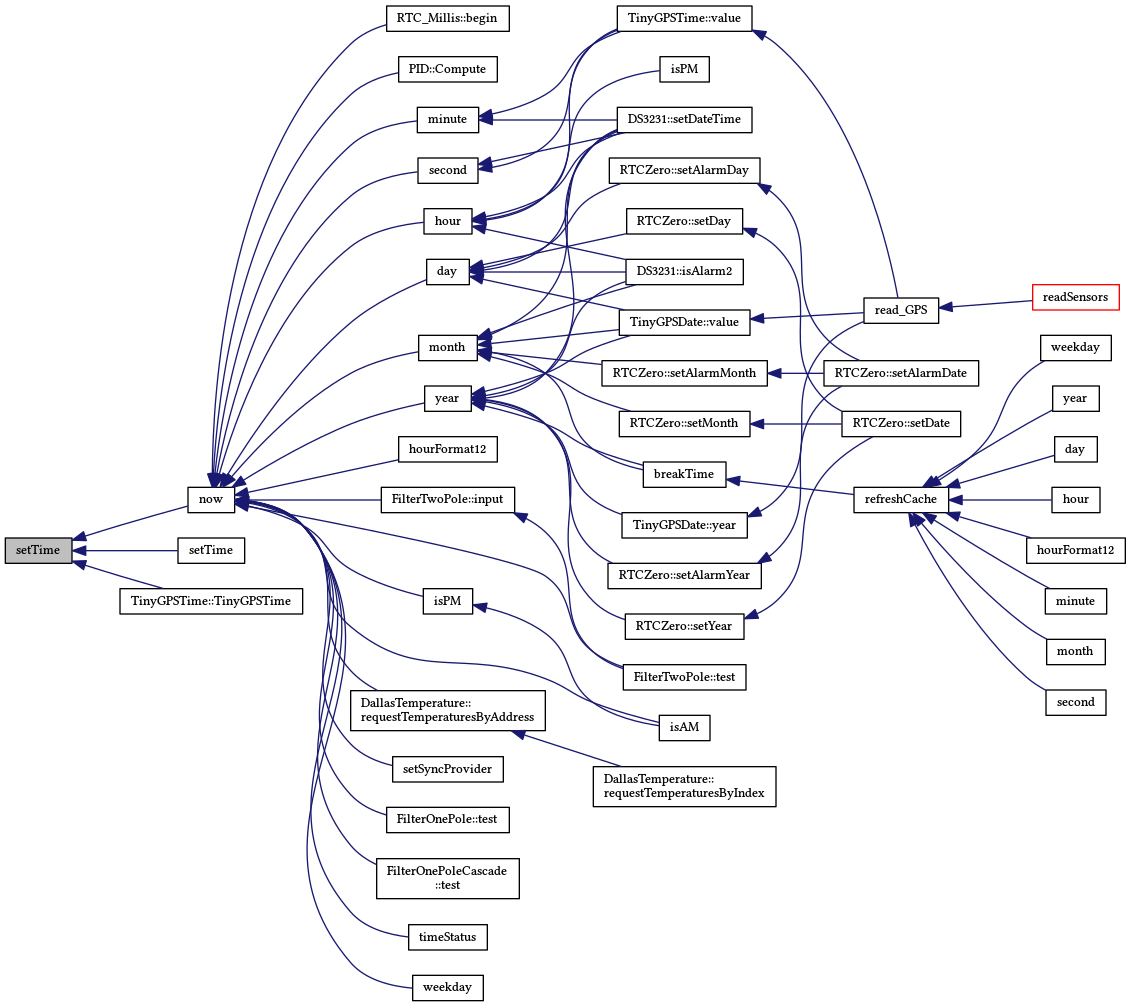 setTime
now
setTime
TinyGPSTime::TinyGPSTime
RTC_Millis::begin
PID::Compute
minute
second
hour
day
month
year
hourFormat12
FilterTwoPole::input
isPM
DallasTemperature::
requestTemperaturesByAddress
setSyncProvider
FilterOnePole::test
FilterOnePoleCascade
::test
timeStatus
weekday
TinyGPSTime::value
isPM
DS3231::setDateTime
RTCZero::setAlarmDay
RTCZero::setDay
DS3231::isAlarm2
TinyGPSDate::value
RTCZero::setAlarmMonth
RTCZero::setMonth
breakTime
TinyGPSDate::year
RTCZero::setAlarmYear
RTCZero::setYear
FilterTwoPole::test
isAM
DallasTemperature::
requestTemperaturesByIndex
read_GPS
RTCZero::setAlarmDate
RTCZero::setDate
refreshCache
readSensors
weekday
year
day
hour
hourFormat12
minute
month
second